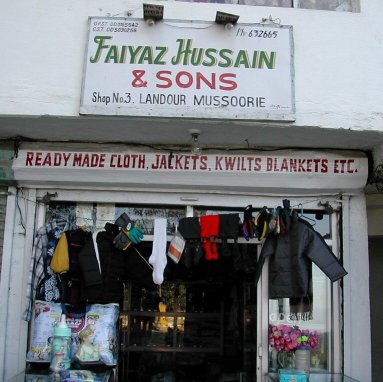 Ph: 632665
FAIYAZ HUSSAIN
& SONS
Shop No.3. LANDOUR MUSSOORIE
READY MADE CLOTH, JACKETS, KWILTS BLANKETS ETC.